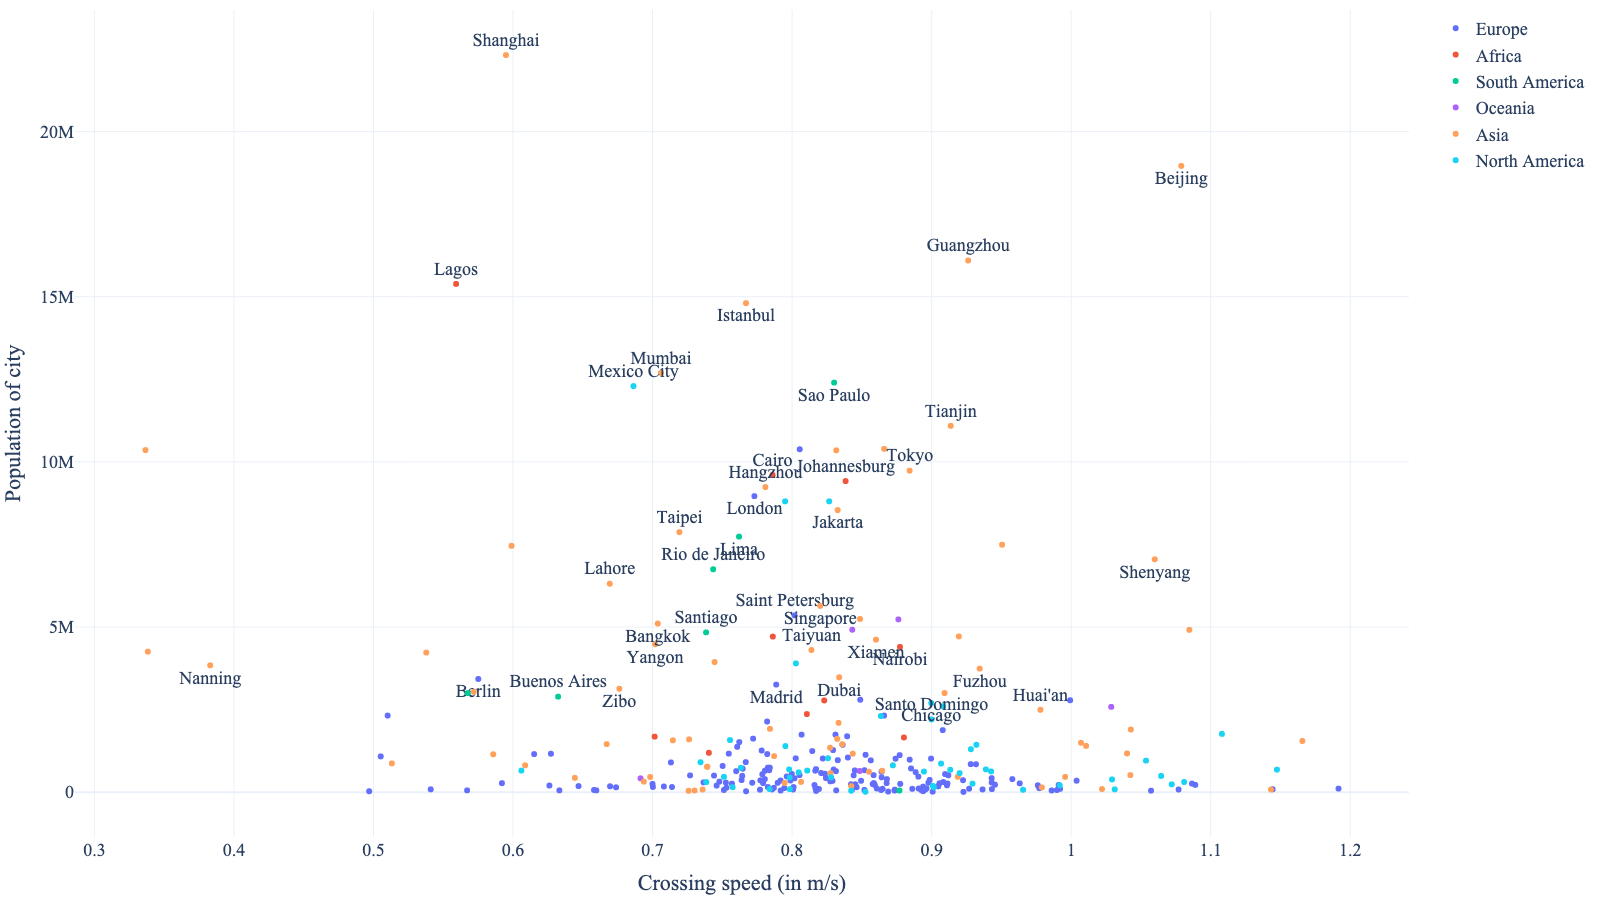 Shanghai
Europe
Africa
South America
Oceania
Asia
North America
20M
Beijing
Guangzhou
Lagos
15M
Istanbul
Mumbai
Mexico City
Sao Paulo
Tianjin
10M
Cairo
Tokyo
Johannesburg
Hangzhou
London
Taipei
Jakarta
Lima
Rio de Janeiro
Lahore
Shenyang
Saint Petersburg
Santiago
Singapore
5M
Bangkok
Taiyuan
Xiamen
Yangon
Nairobi
Nanning
Buenos Aires
Fuzhou
Berlin
Dubai
Huai'an
Madrid
Zibo
Santo Domingo
Chicago
0
0.3
0.4
0.5
0.6
0.7
0.8
0.9
1
1.1
1.2
Crossing speed (in m/s)
Population of city